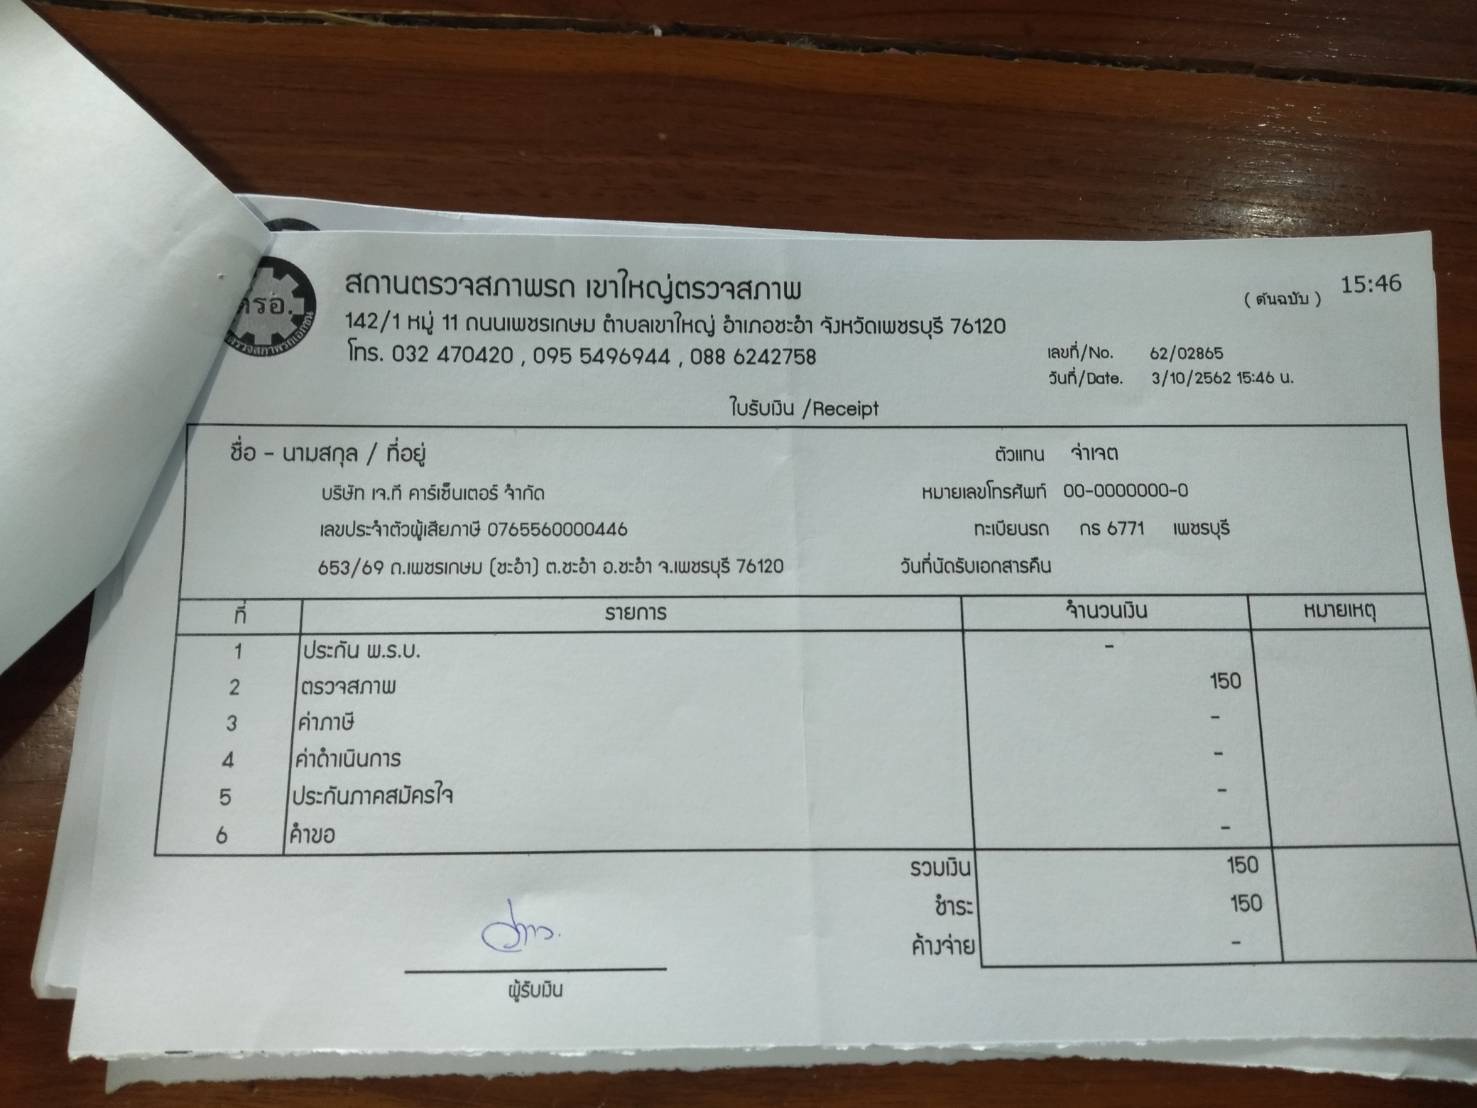 สถานตรวจสภาพรถ เขาใหญ่ตรวจสภาพ
( ต้นฉบับ ) 15:46
142/1 หมู่ 11 ถนนเพชรเกษม ตำบลเขาใหญ่ อำเภอชะอำ จังหวัดเพชรบุรี 76120
โทร. 032 470420 , 095 5496944 , 088 6242758
เลขที่/No. 62/02865
วันที่/Date. 3/10/2562 15:46 น.
ตรอ.
ตรวจสภาพรถเอกชน
ใบรับเงิน /Receipt
ชื่อ - นามสกุล / ที่อยู่ ตัวแทน จ่าเจต
บริษัท เจ.ที คาร์เซ็นเตอร์ จำกัด หมายเลขโทรศัพท์ 00-0000000-0
เลขประจำตัวผู้เสียภาษี 0765560000446 ทะเบียนรถ กร 6771 เพชรบุรี
653/69 ถ.เพชรเกษม (ชะอำ) ต.ชะอำ อ.ชะอำ จ.เพชรบุรี 76120 วันที่นัดรับเอกสารคืน
ที่ รายการ จำนวนเงิน หมายเหตุ
1 ประกัน พ.ร.บ. -
2 ตรวจสภาพ 150
3 ค่าภาษี -
4 ค่าดำเนินการ -
5 ประกันภาคสมัครใจ -
6 คำขอ -
รวมเงิน 150
ชำระ 150
ค้างจ่าย -
ผู้รับเงิน